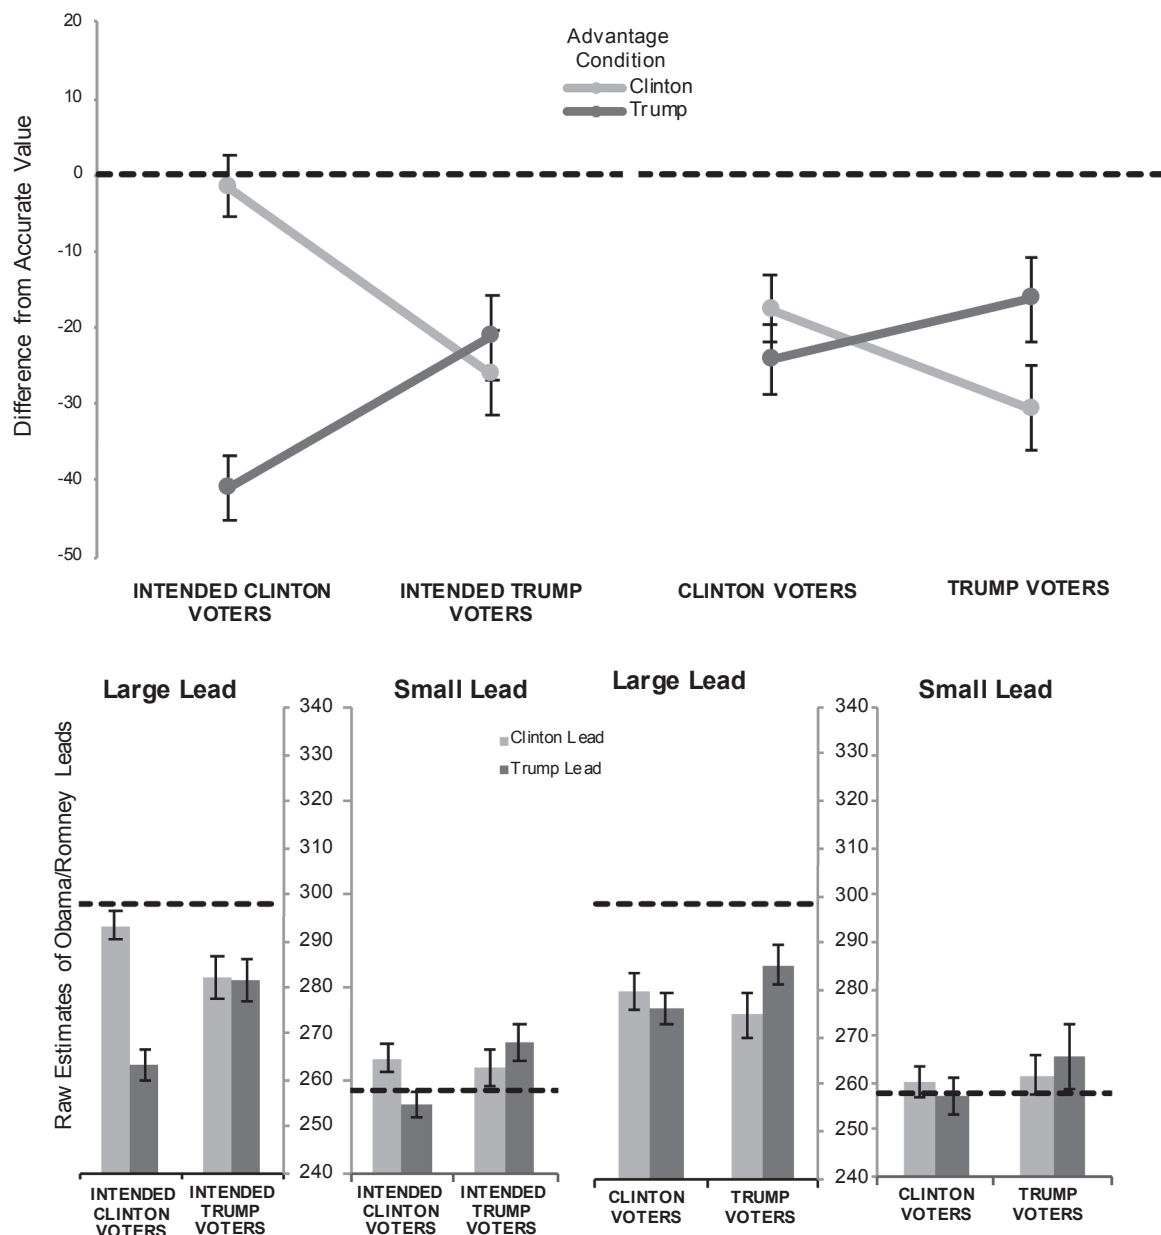 20
10
0
-10
-20
-30
-40
-50
Difference from Accurate Value
Advantage
Condition
Clinton
Trump
INTENDED CLINTON
VOTERS
INTENDED TRUMP
VOTERS
CLINTON VOTERS
TRUMP VOTERS
Large Lead
Small Lead
Large Lead
Small Lead
Raw Estimates of Obama/Romney Leads
340
330
320
310
300
290
280
270
260
250
240
Clinton Lead
Trump Lead
340
330
320
310
300
290
280
270
260
250
240
INTENDED
CLINTON
VOTERS
INTENDED
TRUMP
VOTERS
INTENDED
CLINTON
VOTERS
INTENDED
TRUMP
VOTERS
CLINTON
VOTERS
TRUMP
VOTERS
CLINTON
VOTERS
TRUMP
VOTERS